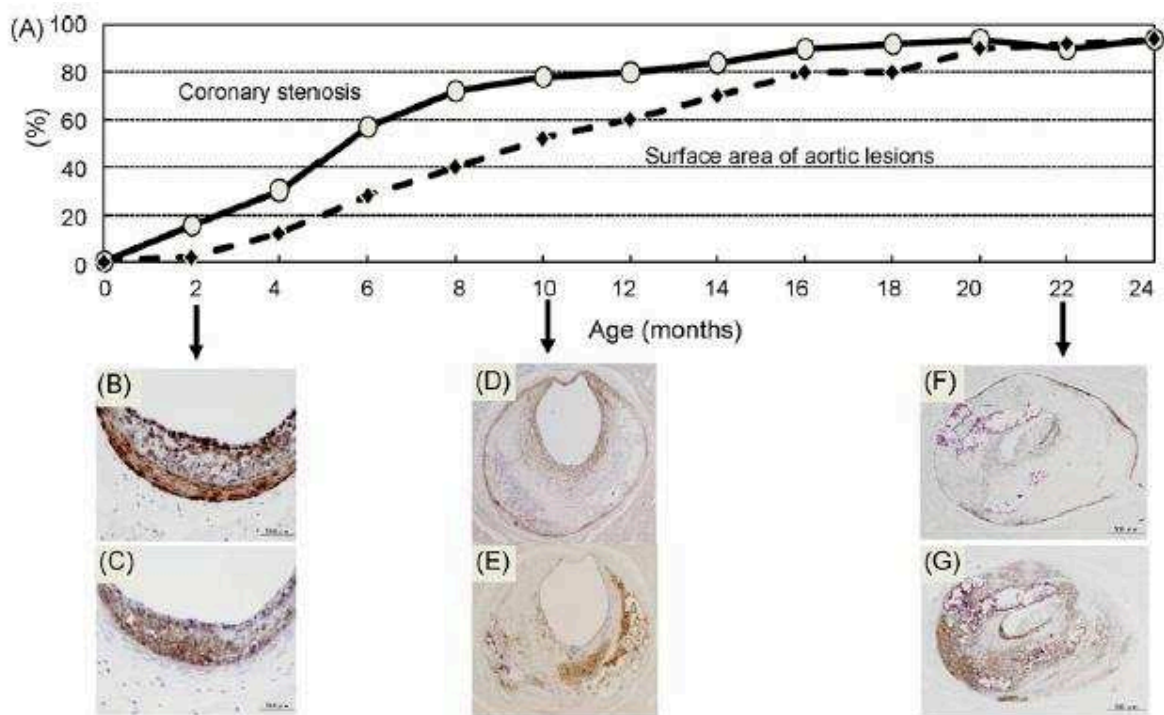 (A)
100
80
60
40
20
0
(%)
Coronary stenosis
Surface area of aortic lesions
0 2 4 6 8 10 12 14 16 18 20 22 24
Age (months)
(B)
(D)
(F)
(C)
(E)
(G)